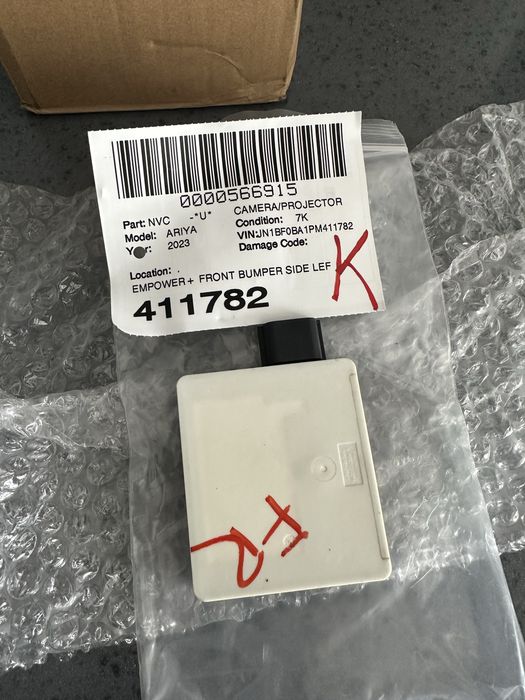 0000566915
Part: NVC -*U* CAMERA/PROJECTOR
Model: ARIYA Condition: 7K
2023 VIN:JN1BF0BA1PM411782
Damage Code:
Location: .
EMPOWER+ FRONT BUMPER SIDE LEF
411782
K
FR